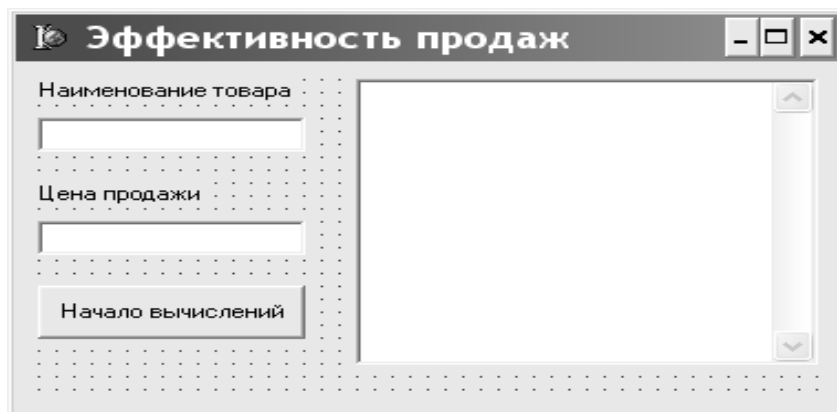 Эффективность продаж
Наименование товара
Цена продажи
Начало вычислений